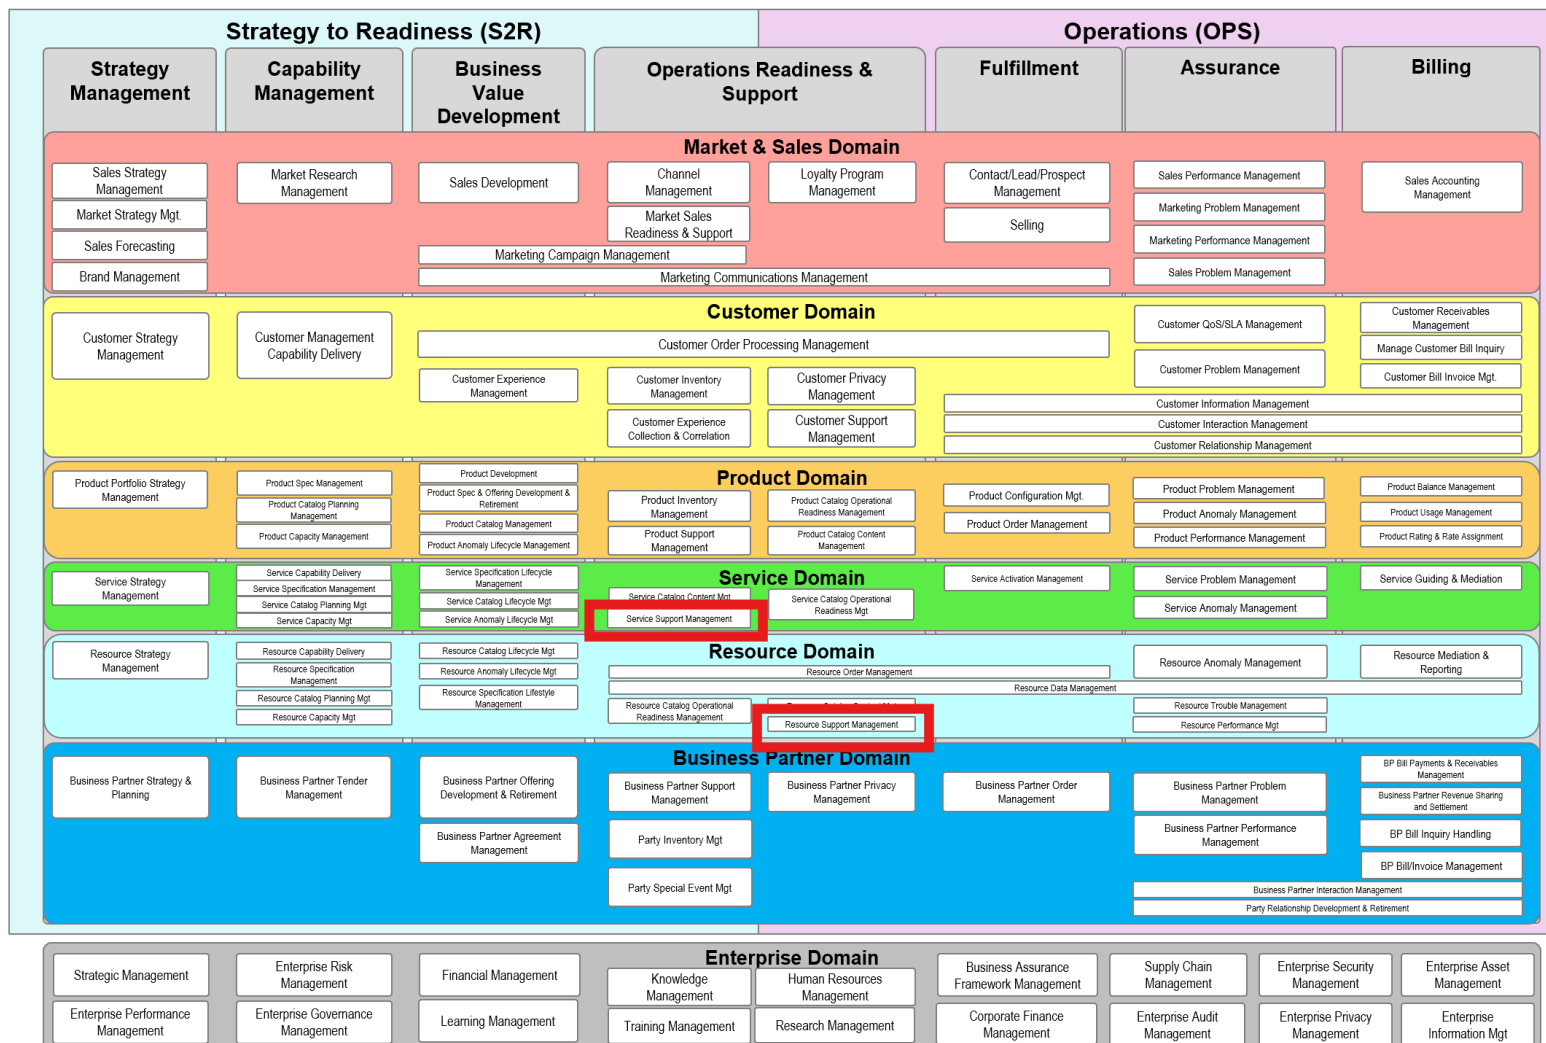 Strategy to Readiness (S2R)
Operations (OPS)
Strategy
Management
Capability
Management
Business
Value
Development
Operations Readiness &
Support
Fulfillment
Assurance
Billing
Market & Sales Domain
Sales Strategy
Management
Market Strategy Mgt.
Sales Forecasting
Brand Management
Market Research
Management
Sales Development
Channel
Management
Loyalty Program
Management
Market Sales
Readiness & Support
Marketing Campaign Management
Marketing Communications Management
Contact/Lead/Prospect
Management
Selling
Sales Performance Management
Marketing Problem Management
Marketing Performance Management
Sales Problem Management
Sales Accounting
Management
Customer Domain
Customer Strategy
Management
Customer Management
Capability Delivery
Customer Order Processing Management
Customer Experience
Management
Customer Inventory
Management
Customer Privacy
Management
Customer Experience
Collection & Correlation
Customer Support
Management
Customer QoS/SLA Management
Customer Problem Management
Customer Receivables
Management
Manage Customer Bill Inquiry
Customer Bill Invoice Mgt.
Customer Information Management
Customer Interaction Management
Customer Relationship Management
Product Domain
Product Portfolio Strategy
Management
Product Spec Management
Product Catalog Planning
Management
Product Capacity Management
Product Development
Product Spec & Offering Development &
Retirement
Product Catalog Management
Product Anomaly Lifecycle Management
Product Inventory
Management
Product Catalog Operational
Readiness Management
Product Support
Management
Product Catalog Content
Management
Product Configuration Mgt.
Product Order Management
Product Problem Management
Product Anomaly Management
Product Performance Management
Product Balance Management
Product Usage Management
Product Rating & Rate Assignment
Service Domain
Service Strategy
Management
Service Capability Delivery
Service Specification Management
Service Catalog Planning Mgt
Service Capacity Mgt
Service Specification Lifecycle
Management
Service Catalog Lifecycle Mgt
Service Anomaly Lifecycle Mgt
Service Catalog Content Mgt
Service Support Management
Service Catalog Operational
Readiness Mgt
Service Activation Management
Service Problem Management
Service Anomaly Management
Service Guiding & Mediation
Resource Domain
Resource Strategy
Management
Resource Capability Delivery
Resource Specification
Management
Resource Catalog Planning Mgt
Resource Capacity Mgt
Resource Catalog Lifecycle Mgt
Resource Anomaly Lifecycle Mgt
Resource Specification Lifestyle
Management
Resource Order Management
Resource Data Management
Resource Catalog Operational
Readiness Management
Resource Support Management
Resource Anomaly Management
Resource Trouble Management
Resource Performance Mgt
Resource Mediation &
Reporting
Business Partner Domain
Business Partner Strategy &
Planning
Business Partner Tender
Management
Business Partner Offering
Development & Retirement
Business Partner Agreement
Management
Business Partner Support
Management
Business Partner Privacy
Management
Party Inventory Mgt
Party Special Event Mgt
Business Partner Order
Management
Business Partner Problem
Management
Business Partner Performance
Management
BP Bill Payments & Receivables
Management
Business Partner Revenue Sharing
and Settlement
BP Bill Inquiry Handling
BP Bill/Invoice Management
Business Partner Interaction Management
Party Relationship Development & Retirement
Enterprise Domain
Strategic Management
Enterprise Risk
Management
Financial Management
Knowledge
Management
Human Resources
Management
Business Assurance
Framework Management
Supply Chain
Management
Enterprise Security
Management
Enterprise Asset
Management
Enterprise Performance
Management
Enterprise Governance
Management
Learning Management
Training Management
Research Management
Corporate Finance
Management
Enterprise Audit
Management
Enterprise Privacy
Management
Enterprise
Information Mgt